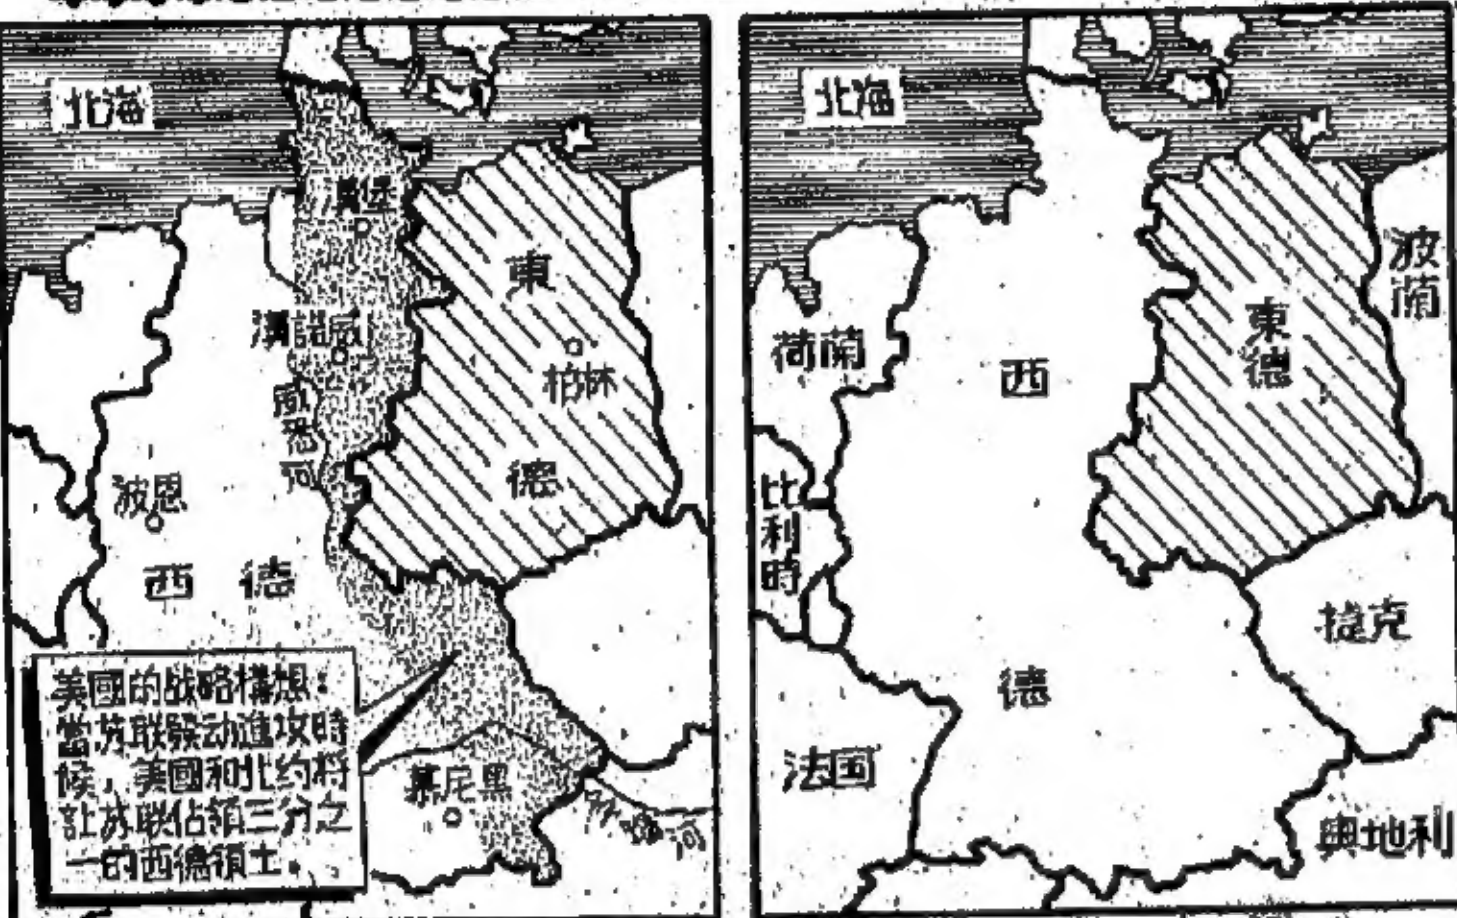 北海
漢諾威
威悉河
東德
柏林
波恩
西德
美國的战略構想：
當苏联發动進攻時
候，美國和北约将
討苏联佔領三分之
一的西德領土。
慕尼黑
多瑙河
北海
荷蘭
西德
東德
波蘭
比利時
捷克
法国
奥地利